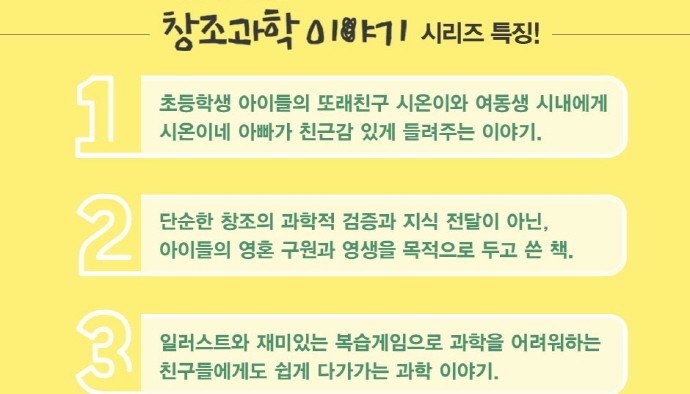 창조과학 이야기 시리즈 특징!
1
초등학생 아이들의 또래친구 시온이와 여동생 시내에게
시온이네 아빠가 친근감 있게 들려주는 이야기.
2
단순한 창조의 과학적 검증과 지식 전달이 아닌,
아이들의 영혼 구원과 영생을 목적으로 두고 쓴 책.
3
일러스트와 재미있는 복습게임으로 과학을 어려워하는
친구들에게도 쉽게 다가가는 과학 이야기.